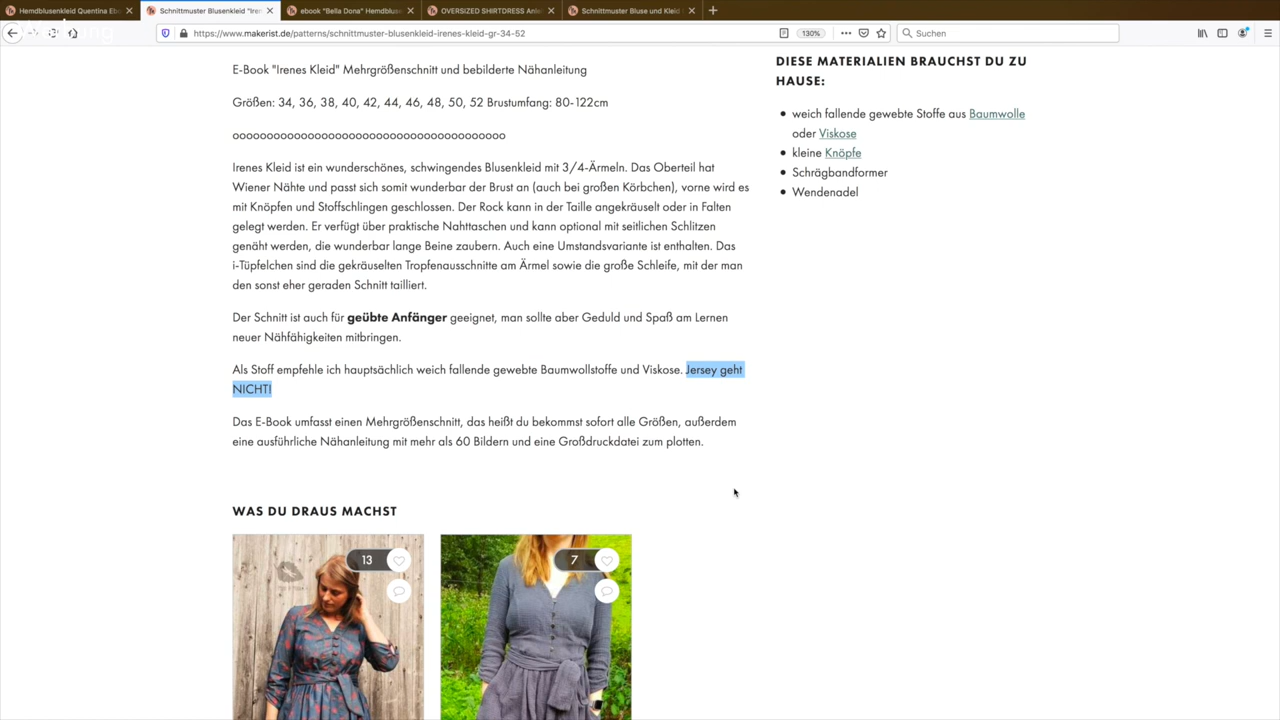 Hemdblusenkleid Quentina Ebo
Schnittmuster Blusenkleid "Iren
ebook "Bella Dona" Hemdbluse
OVERSIZED SHIRTDRESS Anle
Schnittmuster Bluse und Kleid
https://www.makerist.de/patterns/schnittmuster-blusenkleid-irenes-kleid-gr-34-52
130%
Suchen
E-Book "Irenes Kleid" Mehrgrößenschnitt und bebilderte Nähanleitung
Größen: 34, 36, 38, 40, 42, 44, 46, 48, 50, 52 Brustumfang: 80-122cm
oooooooooooooooooooooooooooooooooooooooo
Irenes Kleid ist ein wunderschönes, schwingendes Blusenkleid mit 3/4-Ärmeln. Das Oberteil hat
Wiener Nähte und passt sich somit wunderbar der Brust an (auch bei großen Körbchen), vorne wird es
mit Knöpfen und Stoffschlingen geschlossen. Der Rock kann in der Taille angekräuselt oder in Falten
gelegt werden. Er verfügt über praktische Nahttaschen und kann optional mit seitlichen Schlitzen
genäht werden, die wunderbar lange Beine zaubern. Auch eine Umstandsvariante ist enthalten. Das
i-Tüpfelchen sind die gekräuselten Tropfenausschnitte am Ärmel sowie die große Schleife, mit der man
den sonst eher geraden Schnitt tailliert.
Der Schnitt ist auch für geübte Anfänger geeignet, man sollte aber Geduld und Spaß am Lernen
neuer Nähfähigkeiten mitbringen.
Als Stoff empfehle ich hauptsächlich weich fallende gewebte Baumwollstoffe und Viskose. Jersey geht
NICHT!
Das E-Book umfasst einen Mehrgrößenschnitt, das heißt du bekommst sofort alle Größen, außerdem
eine ausführliche Nähanleitung mit mehr als 60 Bildern und eine Großdruckdatei zum plotten.
WAS DU DRAUS MACHST
13
7
DIESE MATERIALIEN BRAUCHST DU ZU
HAUSE:
weich fallende gewebte Stoffe aus Baumwolle
oder Viskose
kleine Knöpfe
Schrägbandformer
Wendenadel